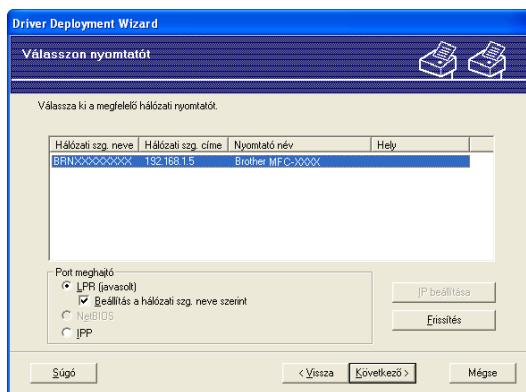 Driver Deployment Wizard
Válasszon nyomtatót
Válassza ki a megfelelő hálózati nyomtatót.
Hálózati szg. neve Hálózati szg. címe Nyomtató név Hely
BRNXXXXXXXX 192.168.1.5 Brother MFC-XXXX
Port meghajtó
LPR (javasolt)
Beállítás a hálózati szg. neve szerint
NetBIOS
IPP
IP beállítása
Frissítés
Súgó < Vissza Következő > Mégse